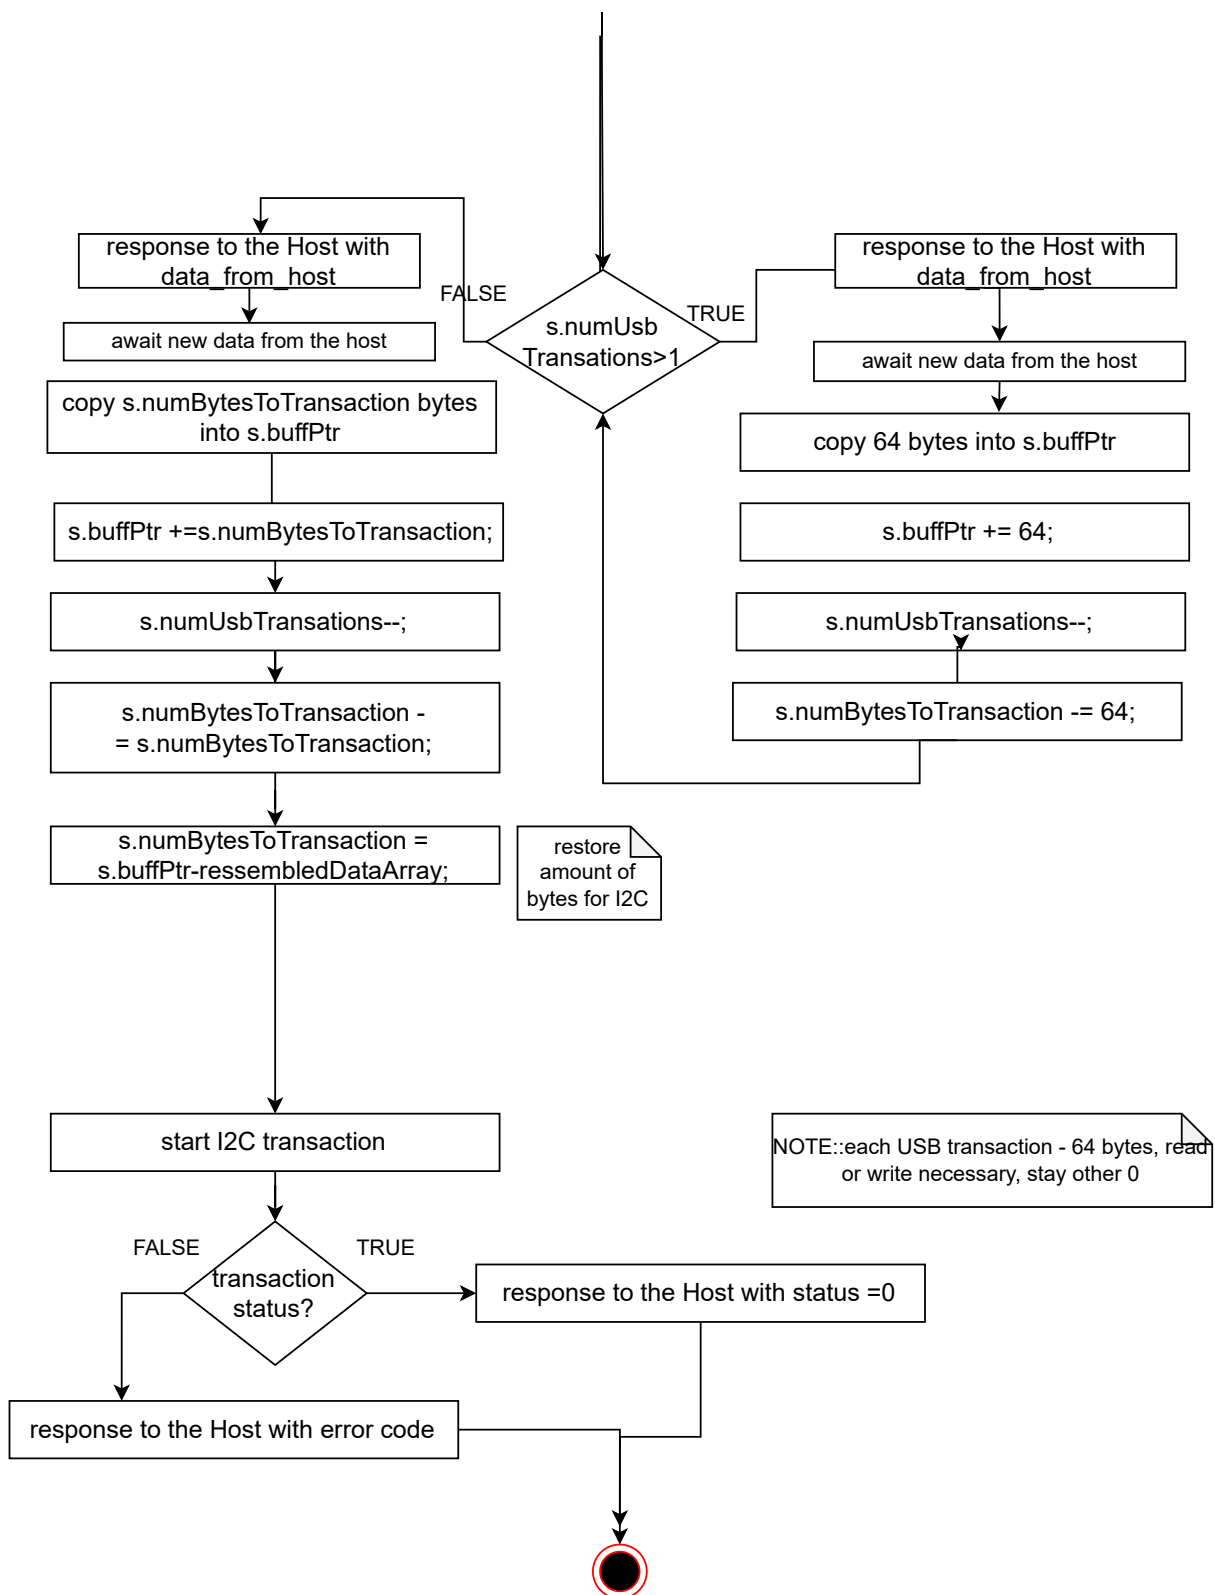 response to the Host with
data_from_host
await new data from the host
copy s.numBytesToTransaction bytes
into s.buffPtr
s.buffPtr +=s.numBytesToTransaction;
s.numUsbTransations--;
s.numBytesToTransaction -
= s.numBytesToTransaction;
s.numBytesToTransaction =
s.buffPtr-ressembledDataArray;
restore
amount of
bytes for I2C
FALSE
s.numUsb
Transations>1
TRUE
response to the Host with
data_from_host
await new data from the host
copy 64 bytes into s.buffPtr
s.buffPtr += 64;
s.numUsbTransations--;
s.numBytesToTransaction -= 64;
start I2C transaction
NOTE::each USB transaction - 64 bytes, read
or write necessary, stay other 0
FALSE
TRUE
transaction
status?
response to the Host with status =0
response to the Host with error code